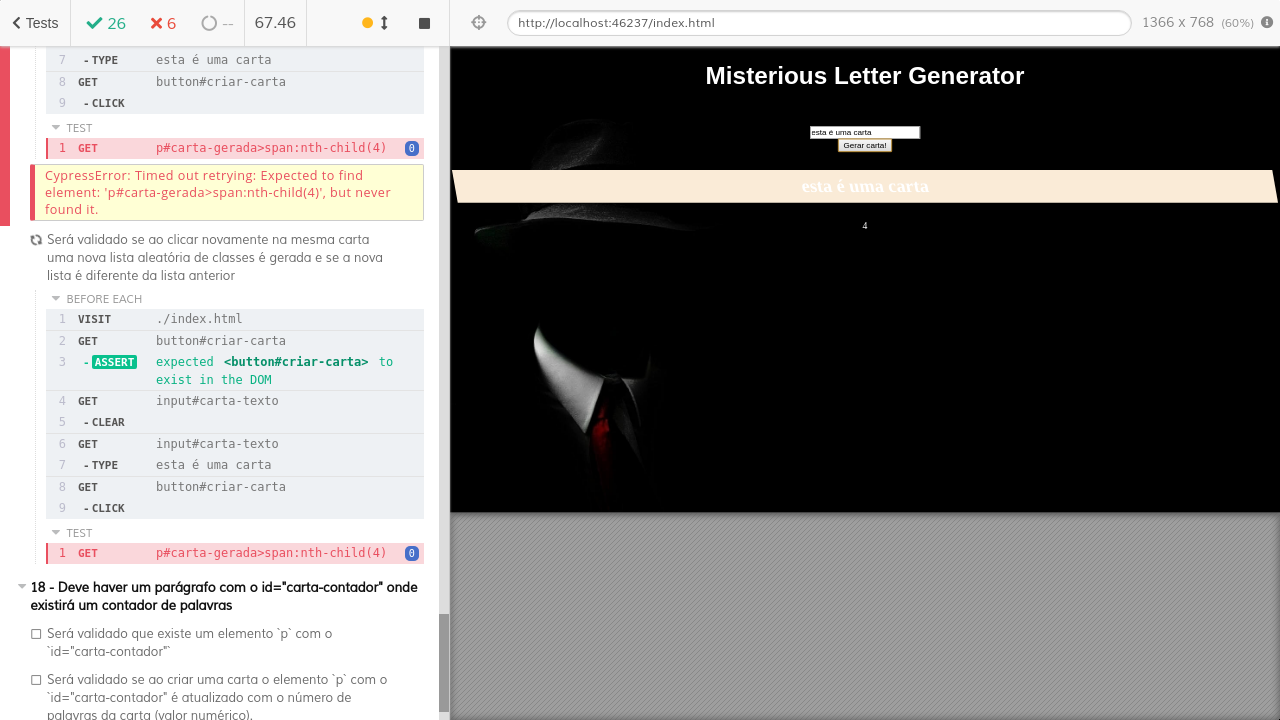 Tests
26
6
--
67.46
http://localhost:46237/index.html
1366 x 768 (60%)
7 - TYPE esta é uma carta
8 GET button#criar-carta
9 - CLICK
TEST
1 GET p#carta-gerada>span:nth-child(4) 0
CypressError: Timed out retrying: Expected to find
element: 'p#carta-gerada>span:nth-child(4)', but never
found it.
Será validado se ao clicar novamente na mesma carta
uma nova lista aleatória de classes é gerada e se a nova
lista é diferente da lista anterior
BEFORE EACH
1 VISIT ./index.html
2 GET button#criar-carta
3 - ASSERT expected <button#criar-carta> to
exist in the DOM
4 GET input#carta-texto
5 - CLEAR
6 GET input#carta-texto
7 - TYPE esta é uma carta
8 GET button#criar-carta
9 - CLICK
TEST
1 GET p#carta-gerada>span:nth-child(4) 0
18 - Deve haver um parágrafo com o id="carta-contador" onde
existirá um contador de palavras
Será validado que existe um elemento `p` com o
`id="carta-contador"`
Será validado se ao criar uma carta o elemento `p` com o
`id="carta-contador" é atualizado com o número de
palavras da carta (valor numérico).
Misterious Letter Generator
esta é uma carta
Gerar carta!
esta é uma carta
4